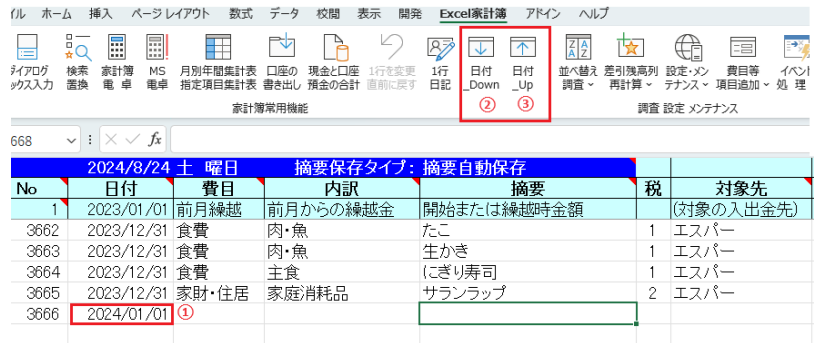 イル ホーム 挿入 ページ レイアウト 数式 データ 校閲 表示 開発 Excel家計簿 アドイン ヘルプ
ダイアログ 検索 家計簿 MS 月別年間集計表 口座の 現金と口座 1行を変更 1行 日付 日付 並べ替え 差引残高列 設定・メン 費目等 イベント
ックス入力 置換 電 卓 電卓 指定項目集計表 書き出し 預金の合計 直前に戻す 日記 _Down _Up 調査 再計算 テナンス 項目追加 処 理
② ③
家計簿常用機能 調査 設定 メンテナンス
668 fx
2024/8/24 土 曜日 摘要保存タイプ: 摘要自動保存
No 日付 費目 内訳 摘要 税 対象先
1 2023/01/01 前月繰越 前月からの繰越金 開始または繰越時金額 (対象の入出金先)
3662 2023/12/31 食費 肉・魚 たこ 1 エスパー
3663 2023/12/31 食費 肉・魚 生かき 1 エスパー
3664 2023/12/31 食費 主食 にぎり寿司 1 エスパー
3665 2023/12/31 家財・住居 家庭消耗品 サランラップ 2 エスパー
3666 2024/01/01 ①